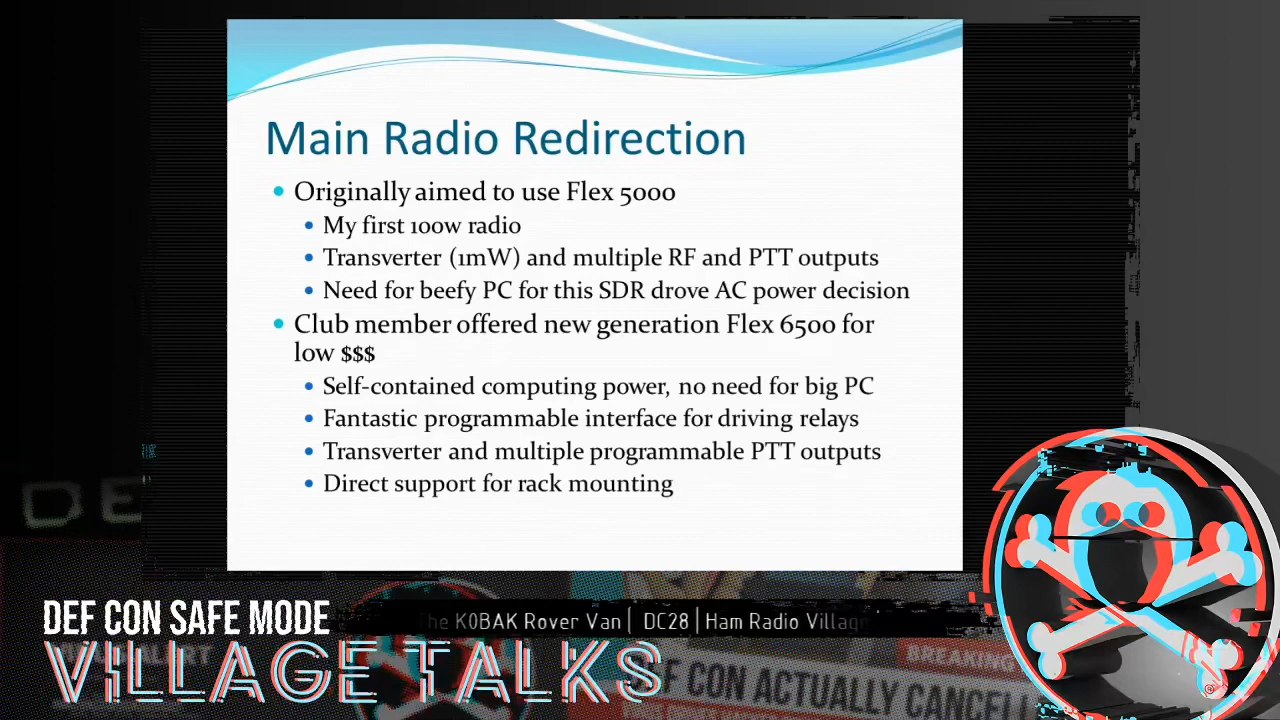 Main Radio Redirection
Originally aimed to use Flex 5000
My first 100w radio
Transverter (1mW) and multiple RF and PTT outputs
Need for beefy PC for this SDR drove AC power decision
Club member offered new generation Flex 6500 for
low $$$
Self-contained computing power, no need for big PC
Fantastic programmable interface for driving relays
Transverter and multiple programmable PTT outputs
Direct support for rack mounting
DEF CON SAFE MODE
The K0BAK Rover Van | DC28 | Ham Radio Village
VILLAGE TALKS
BREAKING
DEF CON ACTUALLY